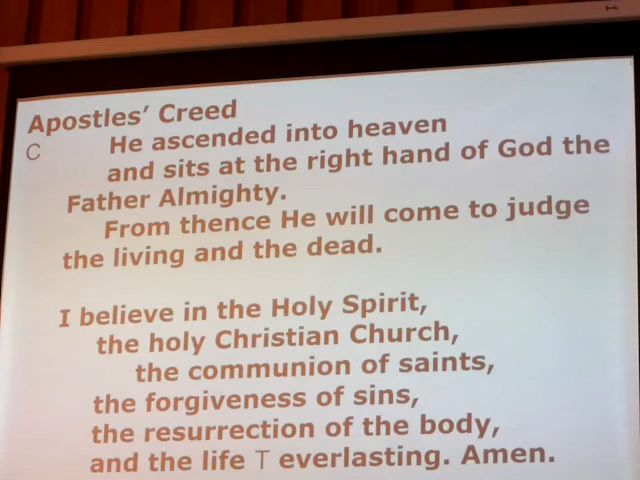 Apostles' Creed
C He ascended into heaven
and sits at the right hand of God the
Father Almighty.
From thence He will come to judge
the living and the dead.
I believe in the Holy Spirit,
the holy Christian Church,
the communion of saints,
the forgiveness of sins,
the resurrection of the body,
and the life T everlasting. Amen.